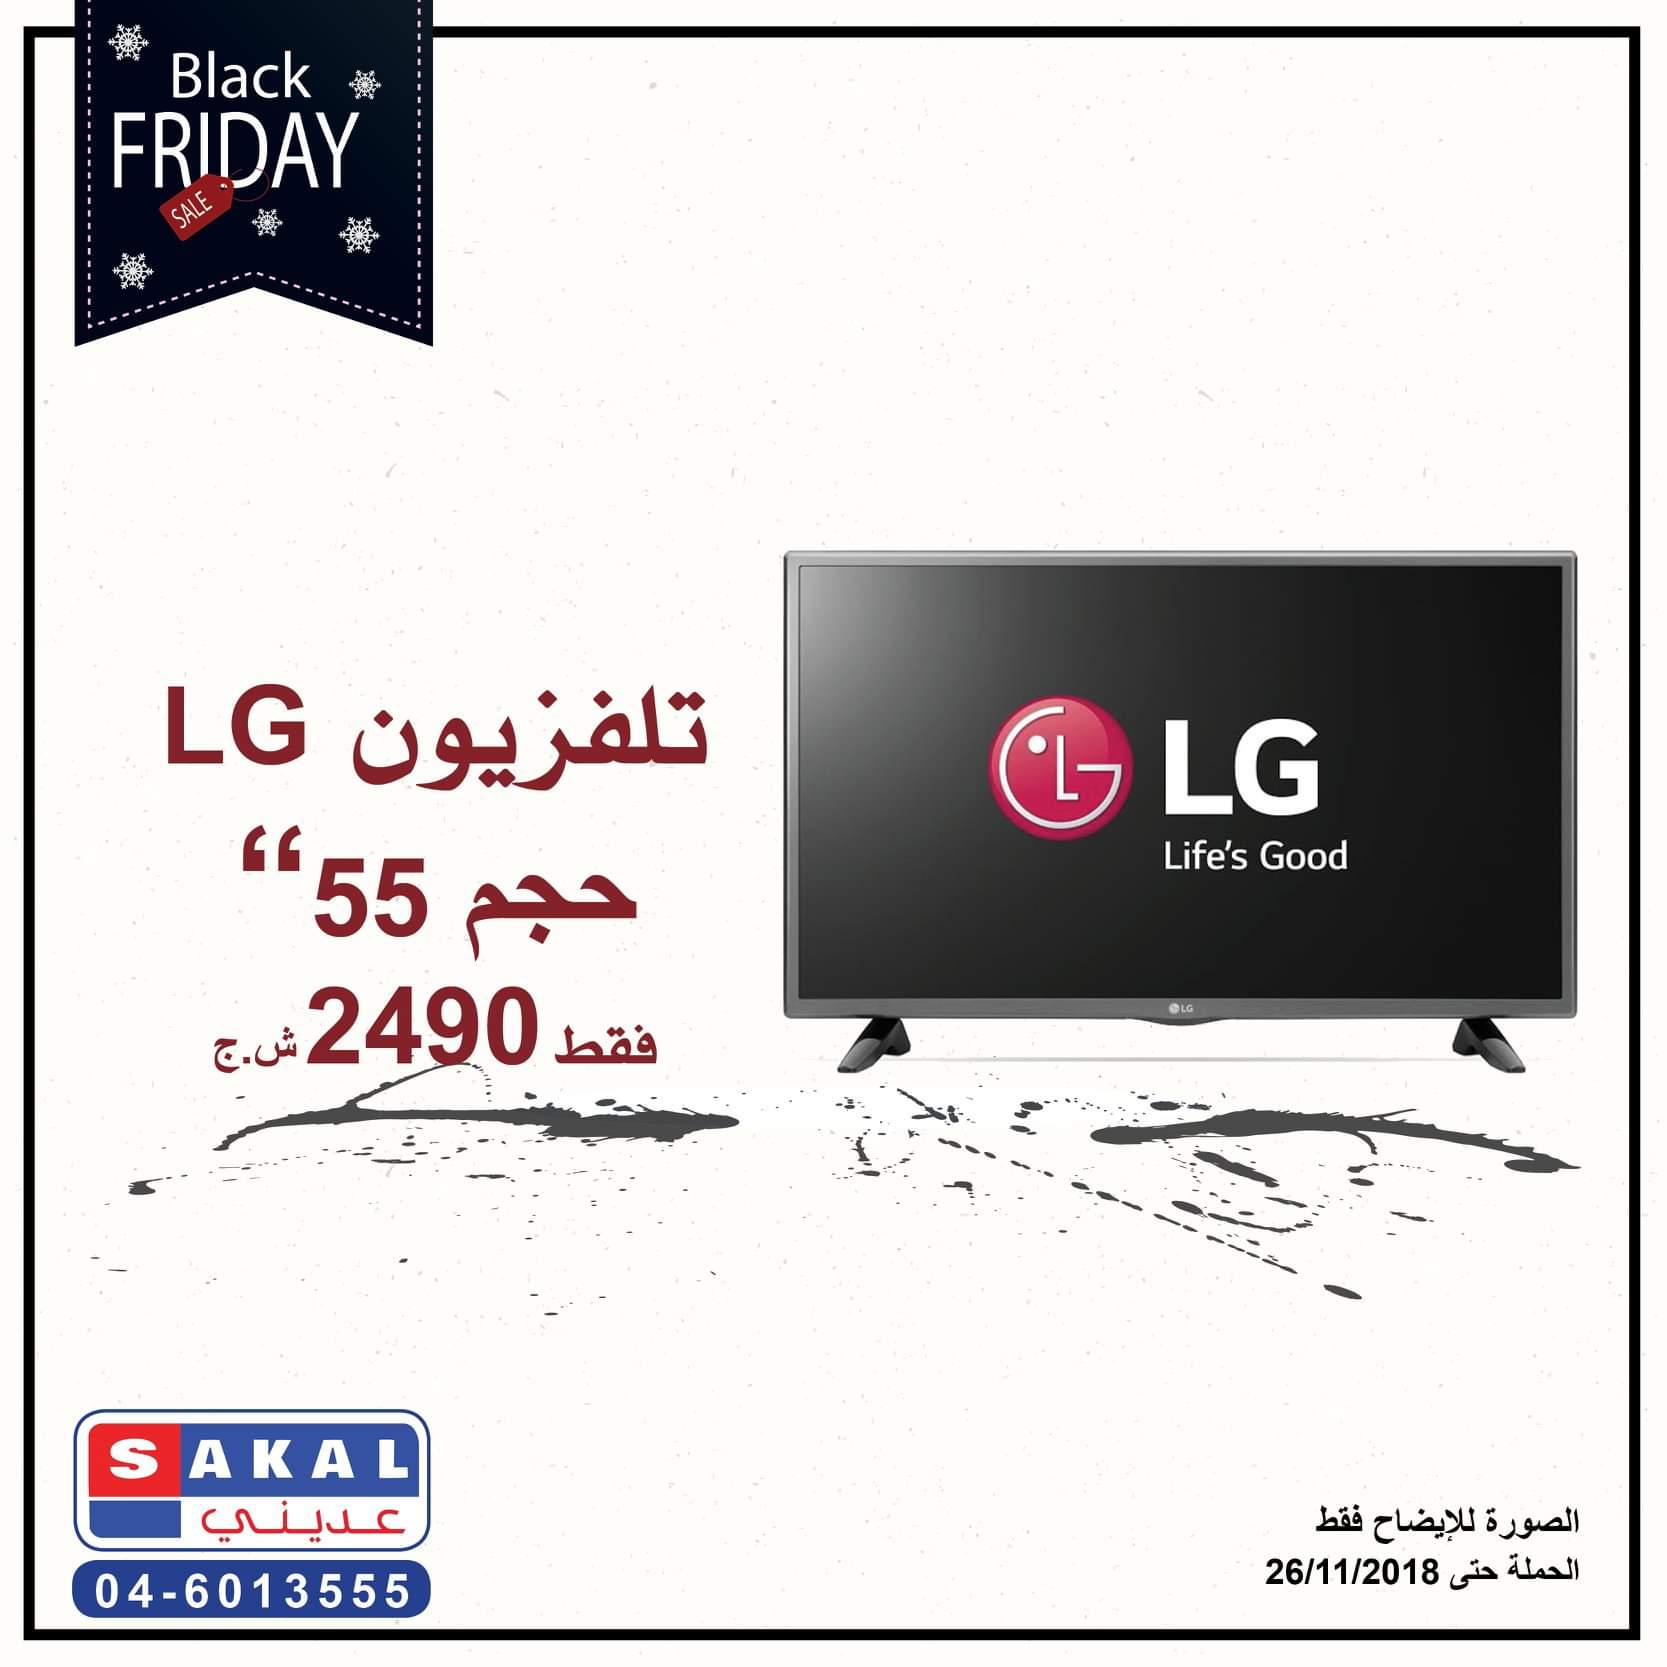 Black
FRIDAY
SALE
تلفزيون LG
حجم 55“
فقط 2490 ش.ج
LG
Life's Good
LG
SAKAL
عديني
04-6013555
الصورة للإيضاح فقط
الحملة حتى 26/11/2018